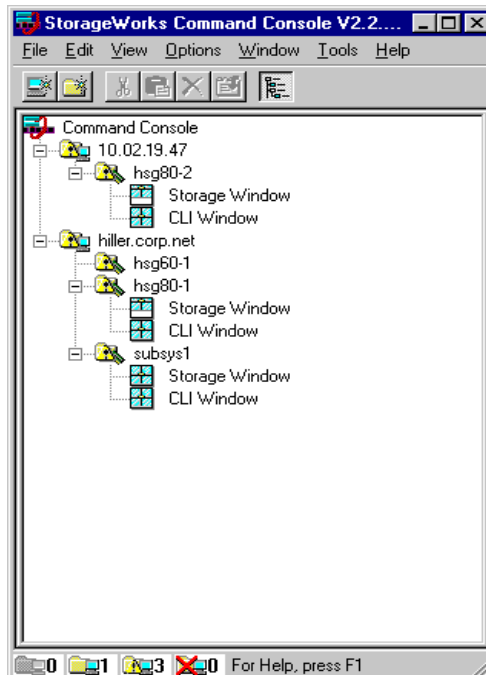 StorageWorks Command Console V2.2....
File Edit View Options Window Tools Help
Command Console
10.02.19.47
hsg80-2
Storage Window
CLI Window
hiller.corp.net
hsg60-1
hsg80-1
Storage Window
CLI Window
subsys1
Storage Window
CLI Window
0 1 3 0 For Help, press F1